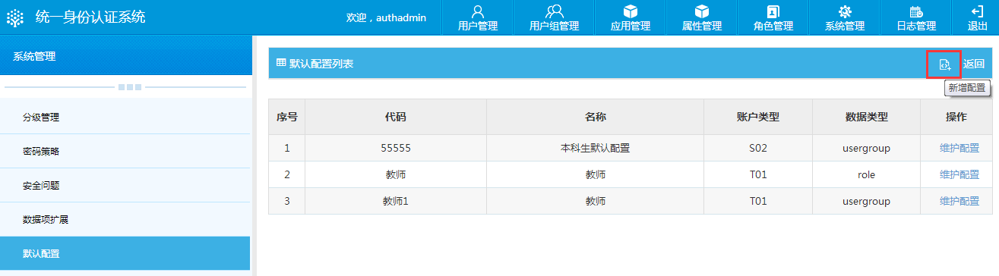 统一身份认证系统
欢迎，authadmin
用户管理
用户组管理
应用管理
属性管理
角色管理
系统管理
日志管理
退出
系统管理
分级管理
密码策略
安全问题
数据项扩展
默认配置
默认配置列表
返回
新增配置
序号 代码 名称 账户类型 数据类型 操作
1 55555 本科生默认配置 S02 usergroup 维护配置
2 教师 教师 T01 role 维护配置
3 教师1 教师 T01 usergroup 维护配置